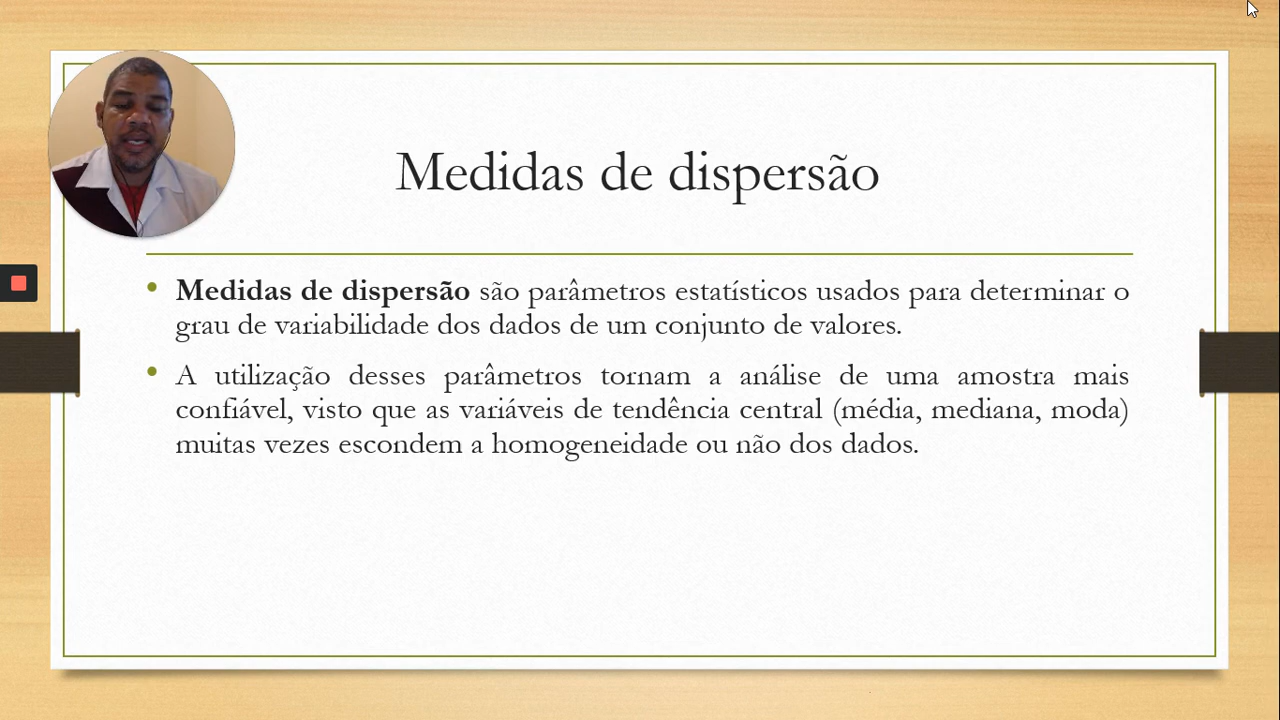 Medidas de dispersão
• Medidas de dispersão são parâmetros estatísticos usados para determinar o
grau de variabilidade dos dados de um conjunto de valores.
• A utilização desses parâmetros tornam a análise de uma amostra mais
confiável, visto que as variáveis de tendência central (média, mediana, moda)
muitas vezes escondem a homogeneidade ou não dos dados.